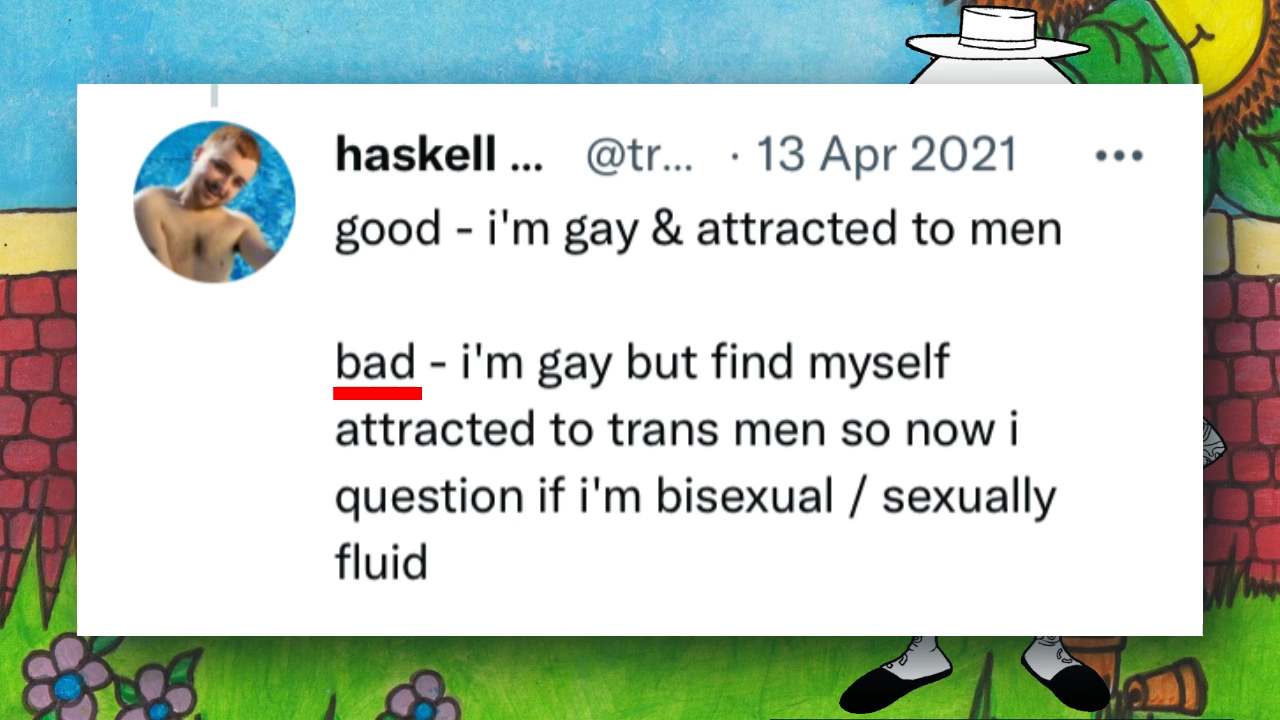 haskell ... @tr... · 13 Apr 2021
good - i'm gay & attracted to men
bad - i'm gay but find myself
attracted to trans men so now i
question if i'm bisexual / sexually
fluid